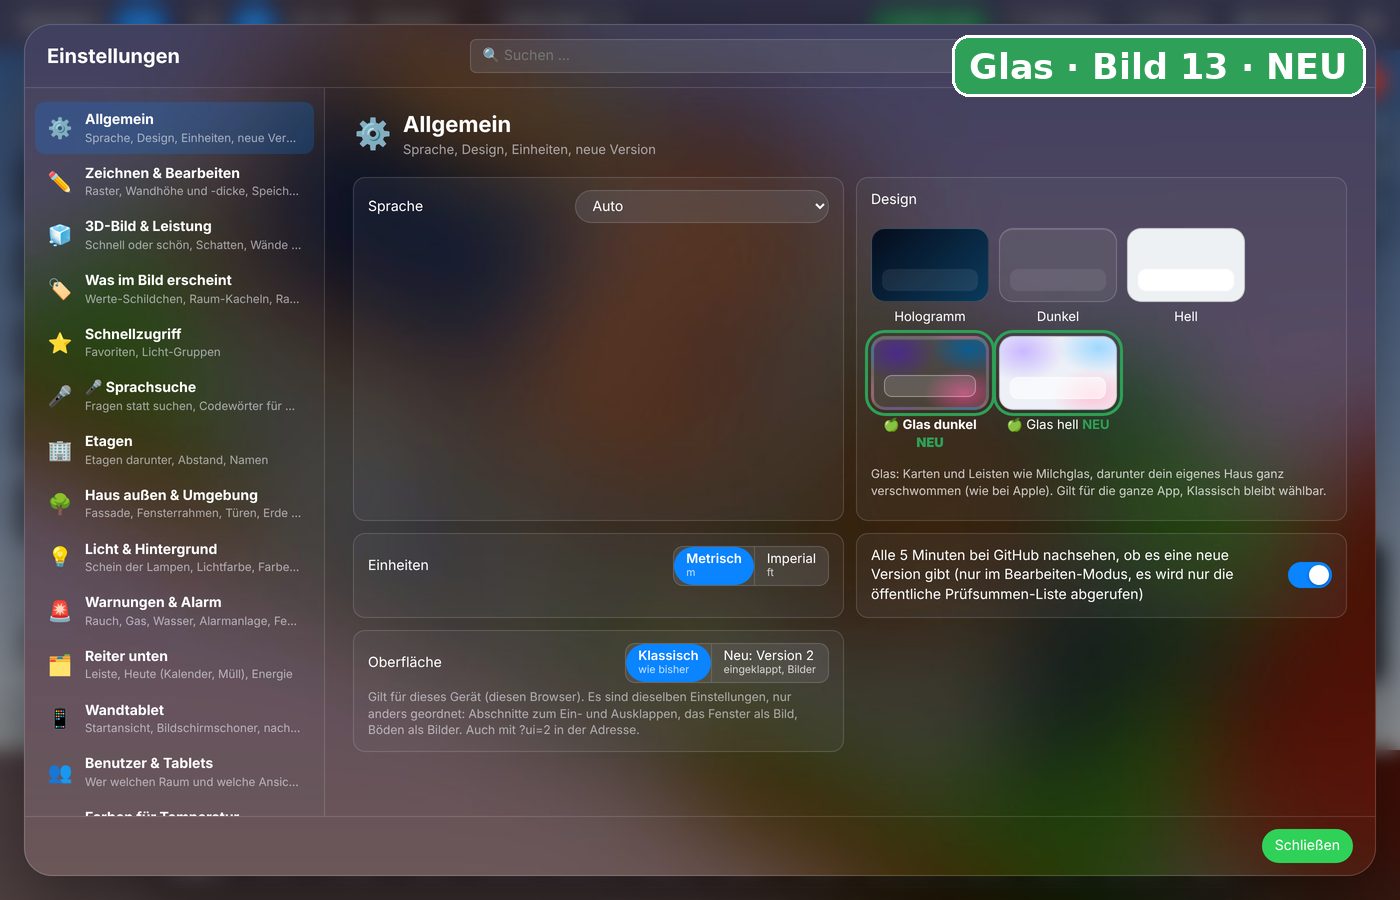 Einstellungen
🔍 Suchen ...
Glas · Bild 13 · NEU
Allgemein
Sprache, Design, Einheiten, neue Ver...
Zeichnen & Bearbeiten
Raster, Wandhöhe und -dicke, Speich...
3D-Bild & Leistung
Schnell oder schön, Schatten, Wände ...
Was im Bild erscheint
Werte-Schildchen, Raum-Kacheln, Ra...
Schnellzugriff
Favoriten, Licht-Gruppen
🎤 Sprachsuche
Fragen statt suchen, Codewörter für ...
Etagen
Etagen darunter, Abstand, Namen
Haus außen & Umgebung
Fassade, Fensterrahmen, Türen, Erde ...
Licht & Hintergrund
Schein der Lampen, Lichtfarbe, Farbe...
Warnungen & Alarm
Rauch, Gas, Wasser, Alarmanlage, Fe...
Reiter unten
Leiste, Heute (Kalender, Müll), Energie
Wandtablet
Startansicht, Bildschirmschoner, nach...
Benutzer & Tablets
Wer welchen Raum und welche Ansic...
Allgemein
Sprache, Design, Einheiten, neue Version
Sprache
Auto
Design
Hologramm
Dunkel
Hell
🍏 Glas dunkel
NEU
🍏 Glas hell NEU
Glas: Karten und Leisten wie Milchglas, darunter dein eigenes Haus ganz
verschwommen (wie bei Apple). Gilt für die ganze App, Klassisch bleibt wählbar.
Einheiten
Metrisch
m
Imperial
ft
Alle 5 Minuten bei GitHub nachsehen, ob es eine neue
Version gibt (nur im Bearbeiten-Modus, es wird nur die
öffentliche Prüfsummen-Liste abgerufen)
Oberfläche
Klassisch
wie bisher
Neu: Version 2
eingeklappt, Bilder
Gilt für dieses Gerät (diesen Browser). Es sind dieselben Einstellungen, nur
anders geordnet: Abschnitte zum Ein- und Ausklappen, das Fenster als Bild,
Böden als Bilder. Auch mit ?ui=2 in der Adresse.
Schließen